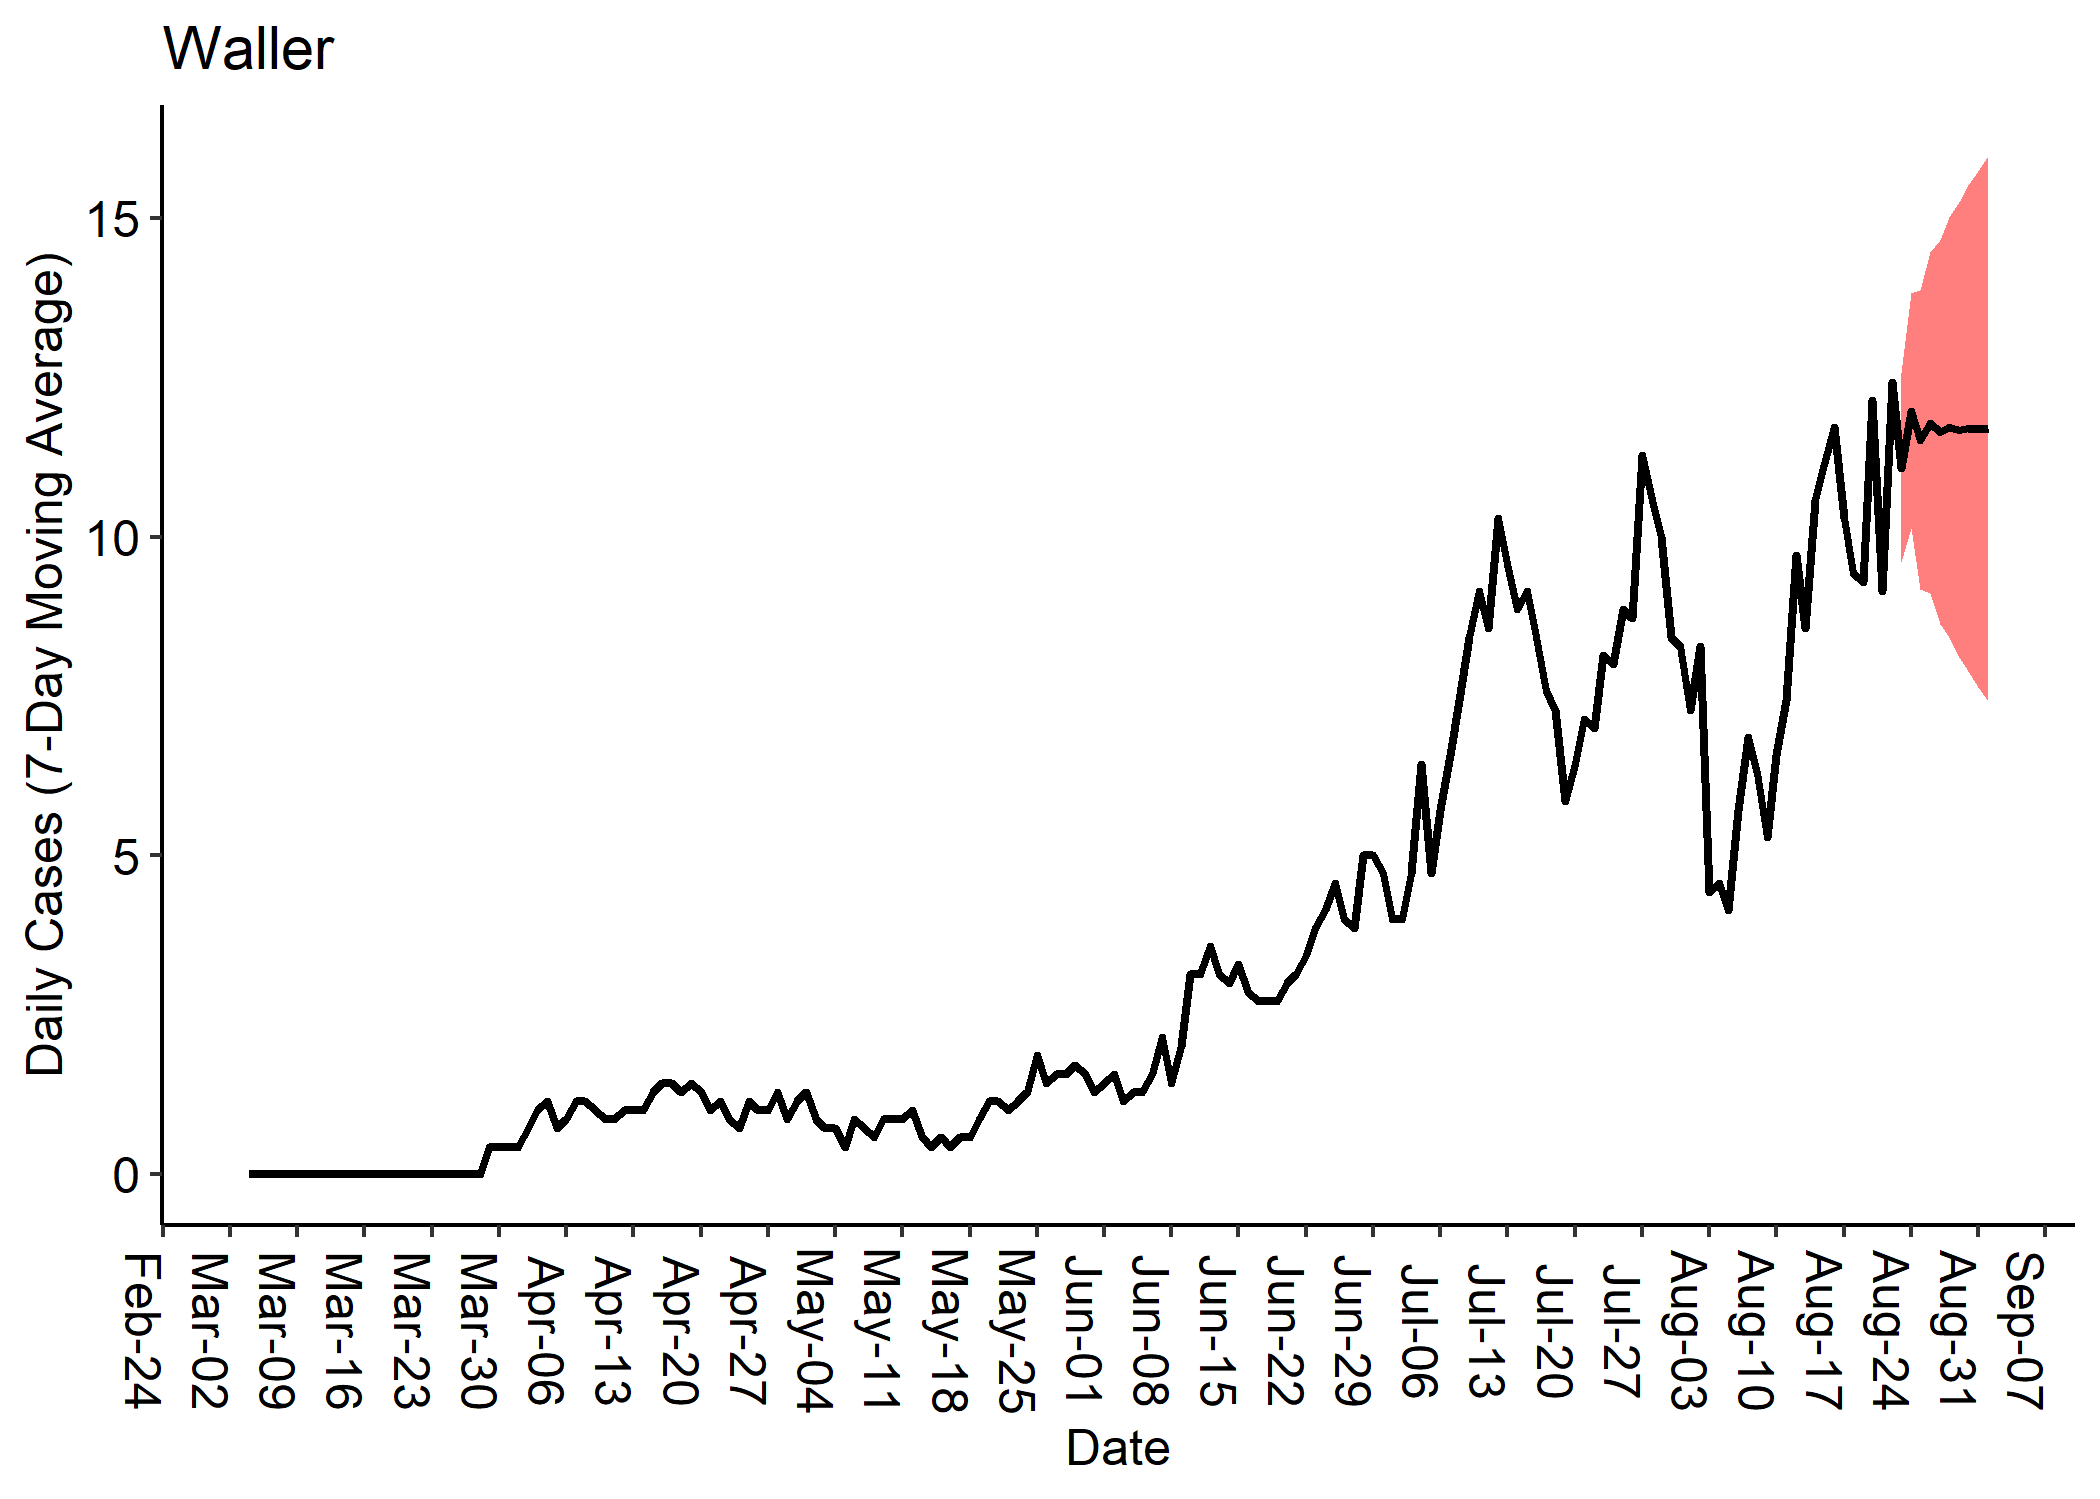 Waller
Daily Cases (7-Day Moving Average)
15
10
5
0
Feb-24
Mar-02
Mar-09
Mar-16
Mar-23
Mar-30
Apr-06
Apr-13
Apr-20
Apr-27
May-04
May-11
May-18
May-25
Jun-01
Jun-08
Jun-15
Jun-22
Jun-29
Jul-06
Jul-13
Jul-20
Jul-27
Aug-03
Aug-10
Aug-17
Aug-24
Aug-31
Sep-07
Date